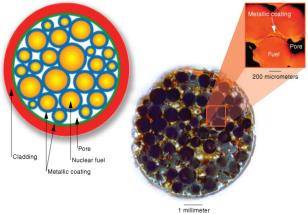 Metallic coating
Pore
Fuel
200 micrometers
Pore
Nuclear fuel
Cladding
Metallic coating
1 millimeter